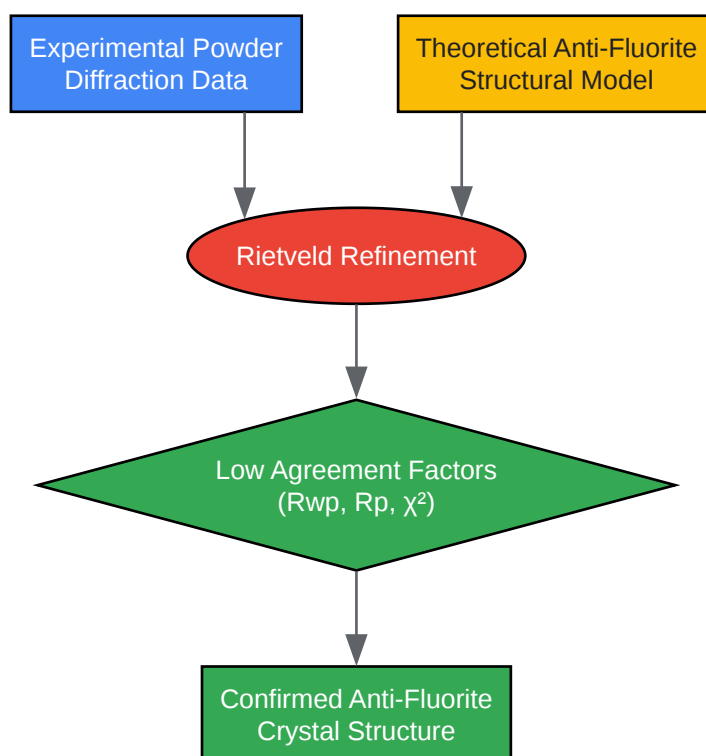 Experimental Powder
Diffraction Data
Theoretical Anti-Fluorite
Structural Model
Rietveld Refinement
Low Agreement Factors
(Rwp, Rp, χ²)
Confirmed Anti-Fluorite
Crystal Structure